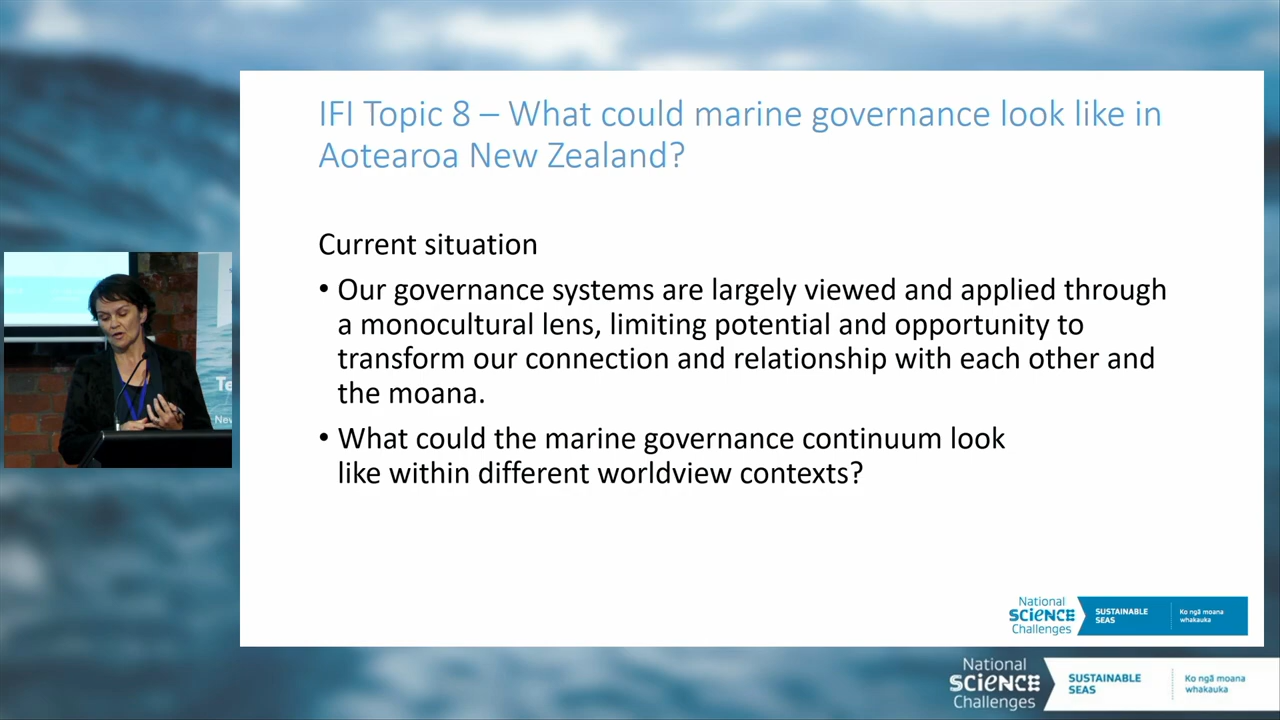 IFI Topic 8 – What could marine governance look like in
Aotearoa New Zealand?
Current situation
• Our governance systems are largely viewed and applied through
a monocultural lens, limiting potential and opportunity to
transform our connection and relationship with each other and
the moana.
• What could the marine governance continuum look
like within different worldview contexts?
Te
New
National
SCIENCE
Challenges
SUSTAINABLE
SEAS
Ko ngā moana
whakauka
National
SCIENCE
Challenges
SUSTAINABLE
SEAS
Ko ngā moana
whakauka